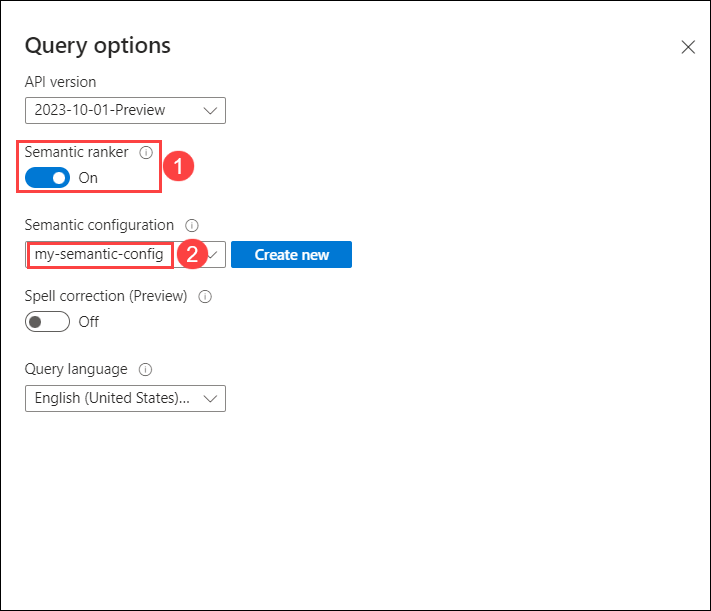 Query options
API version
2023-10-01-Preview
Semantic ranker
1
On
Semantic configuration
my-semantic-config 2 Create new
Spell correction (Preview)
Off
Query language
English (United States)...